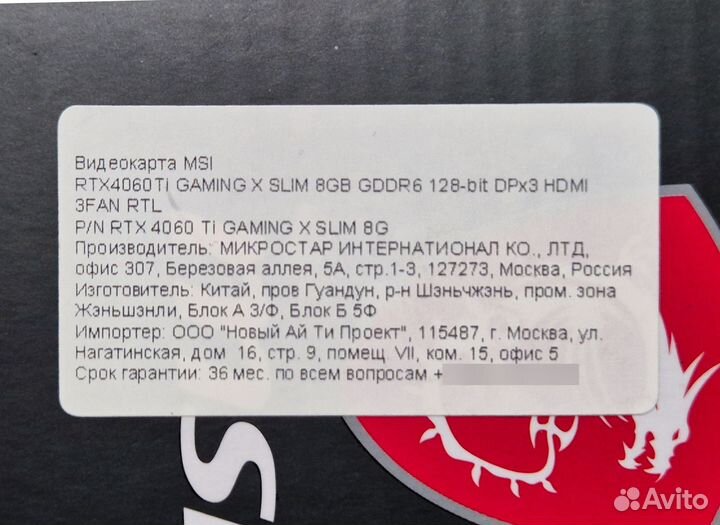 Видеокарта MSI
RTX4060Ti GAMING X SLIM 8GB GDDR6 128-bit DPx3 HDMI
3FAN RTL
P/N RTX 4060 Ti GAMING X SLIM 8G
Производитель: МИКРОСТАР ИНТЕРНАТИОНАЛ КО., ЛТД,
офис 307, Березовая аллея, 5А, стр.1-3, 127273, Москва, Россия
Изготовитель: Китай, пров Гуандун, р-н Шэньчжэнь, пром. зона
Жэньшэнли, Блок А 3/Ф, Блок Б 5Ф
Импортер: ООО "Новый Ай Ти Проект", 115487, г. Москва, ул.
Нагатинская, дом 16, стр. 9, помещ. VII, ком. 15, офис 5
Срок гарантии: 36 мес. по всем вопросам +
Avito